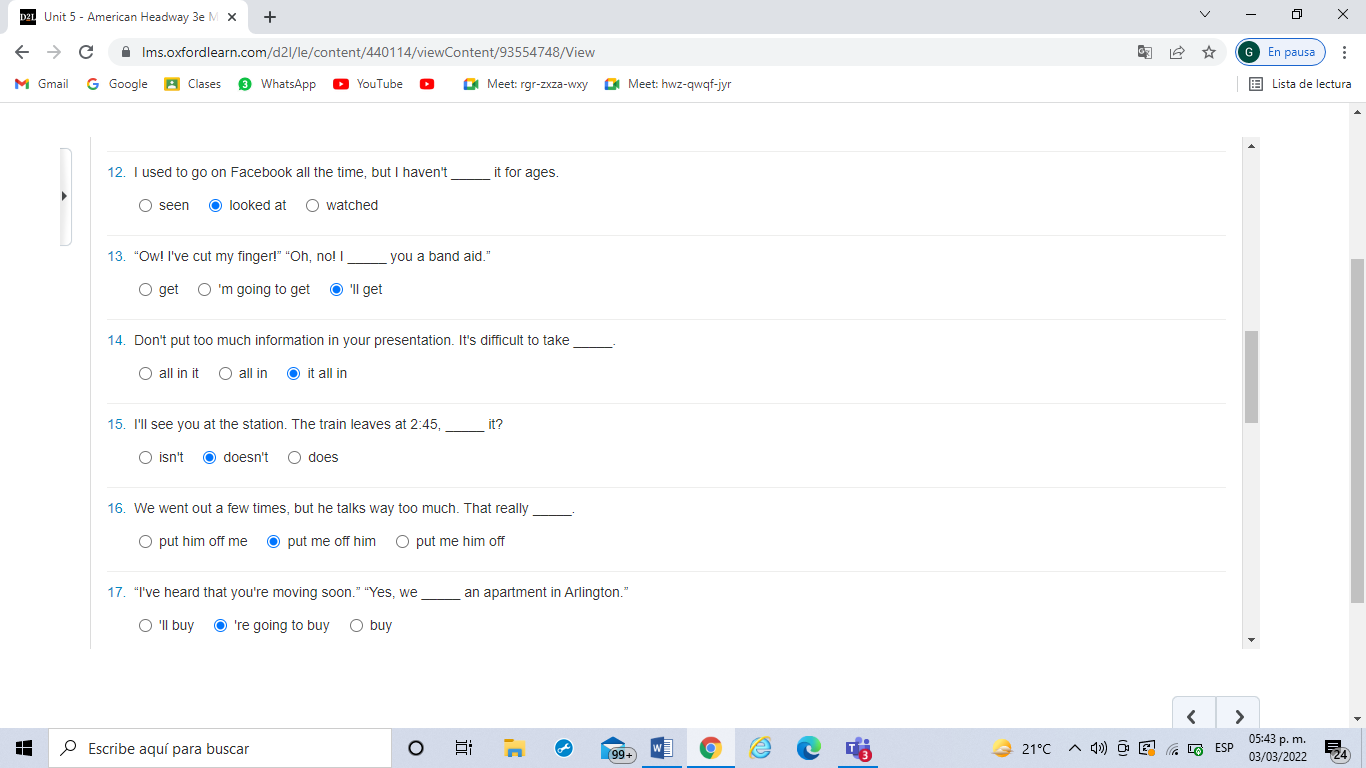 D2L Unit 5 - American Headway 3e M
lms.oxfordlearn.com/d2l/le/content/440114/viewContent/93554748/View
G En pausa
Gmail Google Clases 3 WhatsApp YouTube Meet: rgr-zxza-wxy Meet: hwz-qwqf-jyr Lista de lectura
12. I used to go on Facebook all the time, but I haven't _____ it for ages.
seen looked at watched
13. “Ow! I've cut my finger!” “Oh, no! I _____ you a band aid.”
get 'm going to get 'll get
14. Don't put too much information in your presentation. It's difficult to take _____.
all in it all in it all in
15. I'll see you at the station. The train leaves at 2:45, _____ it?
isn't doesn't does
16. We went out a few times, but he talks way too much. That really _____.
put him off me put me off him put me him off
17. “I've heard that you're moving soon.” “Yes, we _____ an apartment in Arlington.”
'll buy 're going to buy buy
Escribe aquí para buscar
99+
3
21°C
ESP
05:43 p. m.
03/03/2022
24